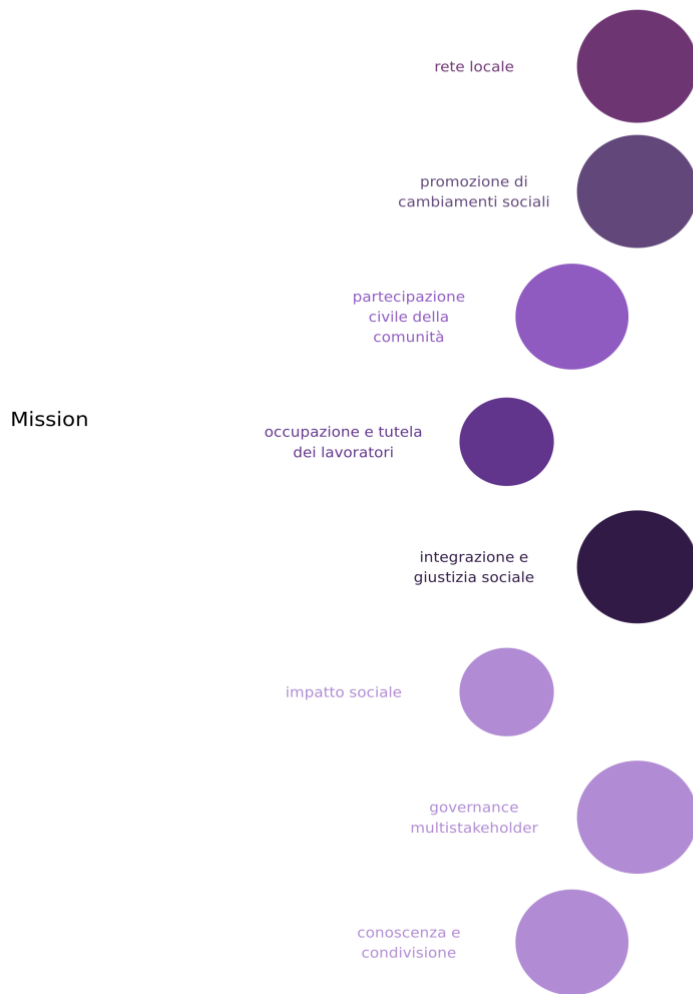 rete locale
promozione di
cambiamenti sociali
partecipazione
civile della
comunità
Mission
occupazione e tutela
dei lavoratori
integrazione e
giustizia sociale
impatto sociale
governance
multistakeholder
conoscenza e
condivisione